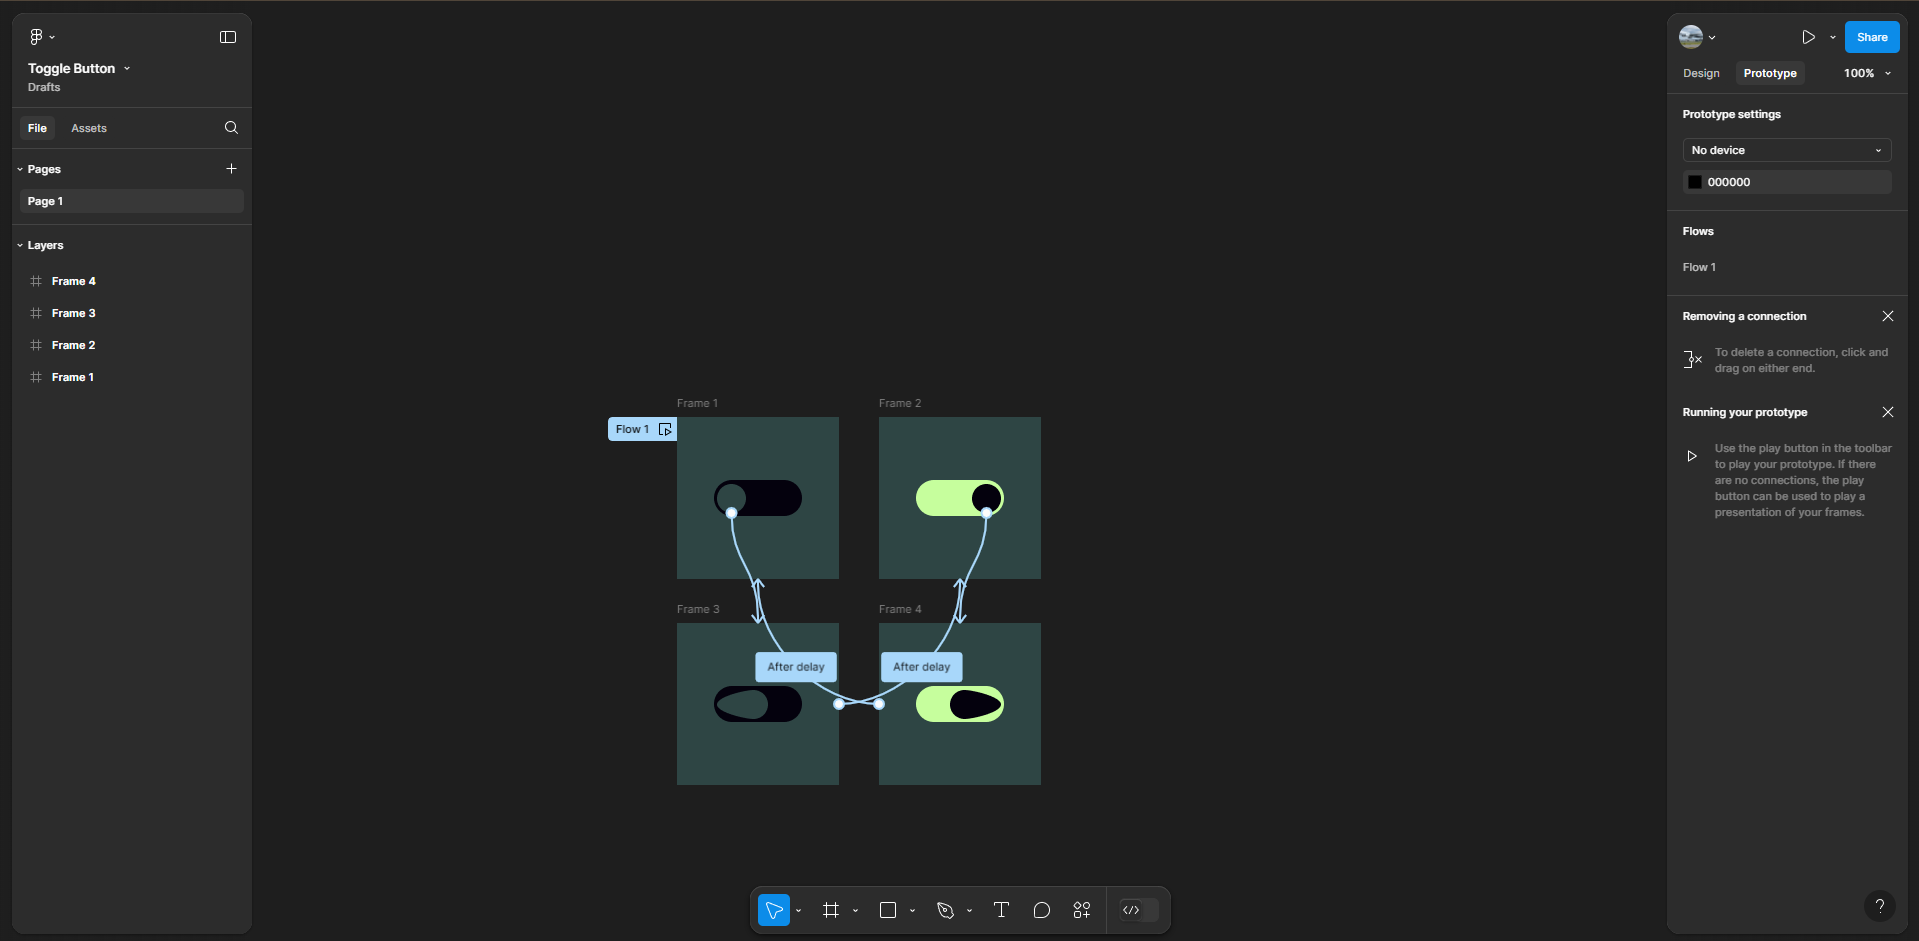 Toggle Button
Drafts
File
Assets
Pages
Page 1
Layers
Frame 4
Frame 3
Frame 2
Frame 1
Frame 1
Frame 2
Flow 1
Frame 3
Frame 4
After delay
After delay
Share
Design
Prototype
100%
Prototype settings
No device
000000
Flows
Flow 1
Removing a connection
To delete a connection, click and
drag on either end.
Running your prototype
Use the play button in the toolbar
to play your prototype. If there
are no connections, the play
button can be used to play a
presentation of your frames.
?